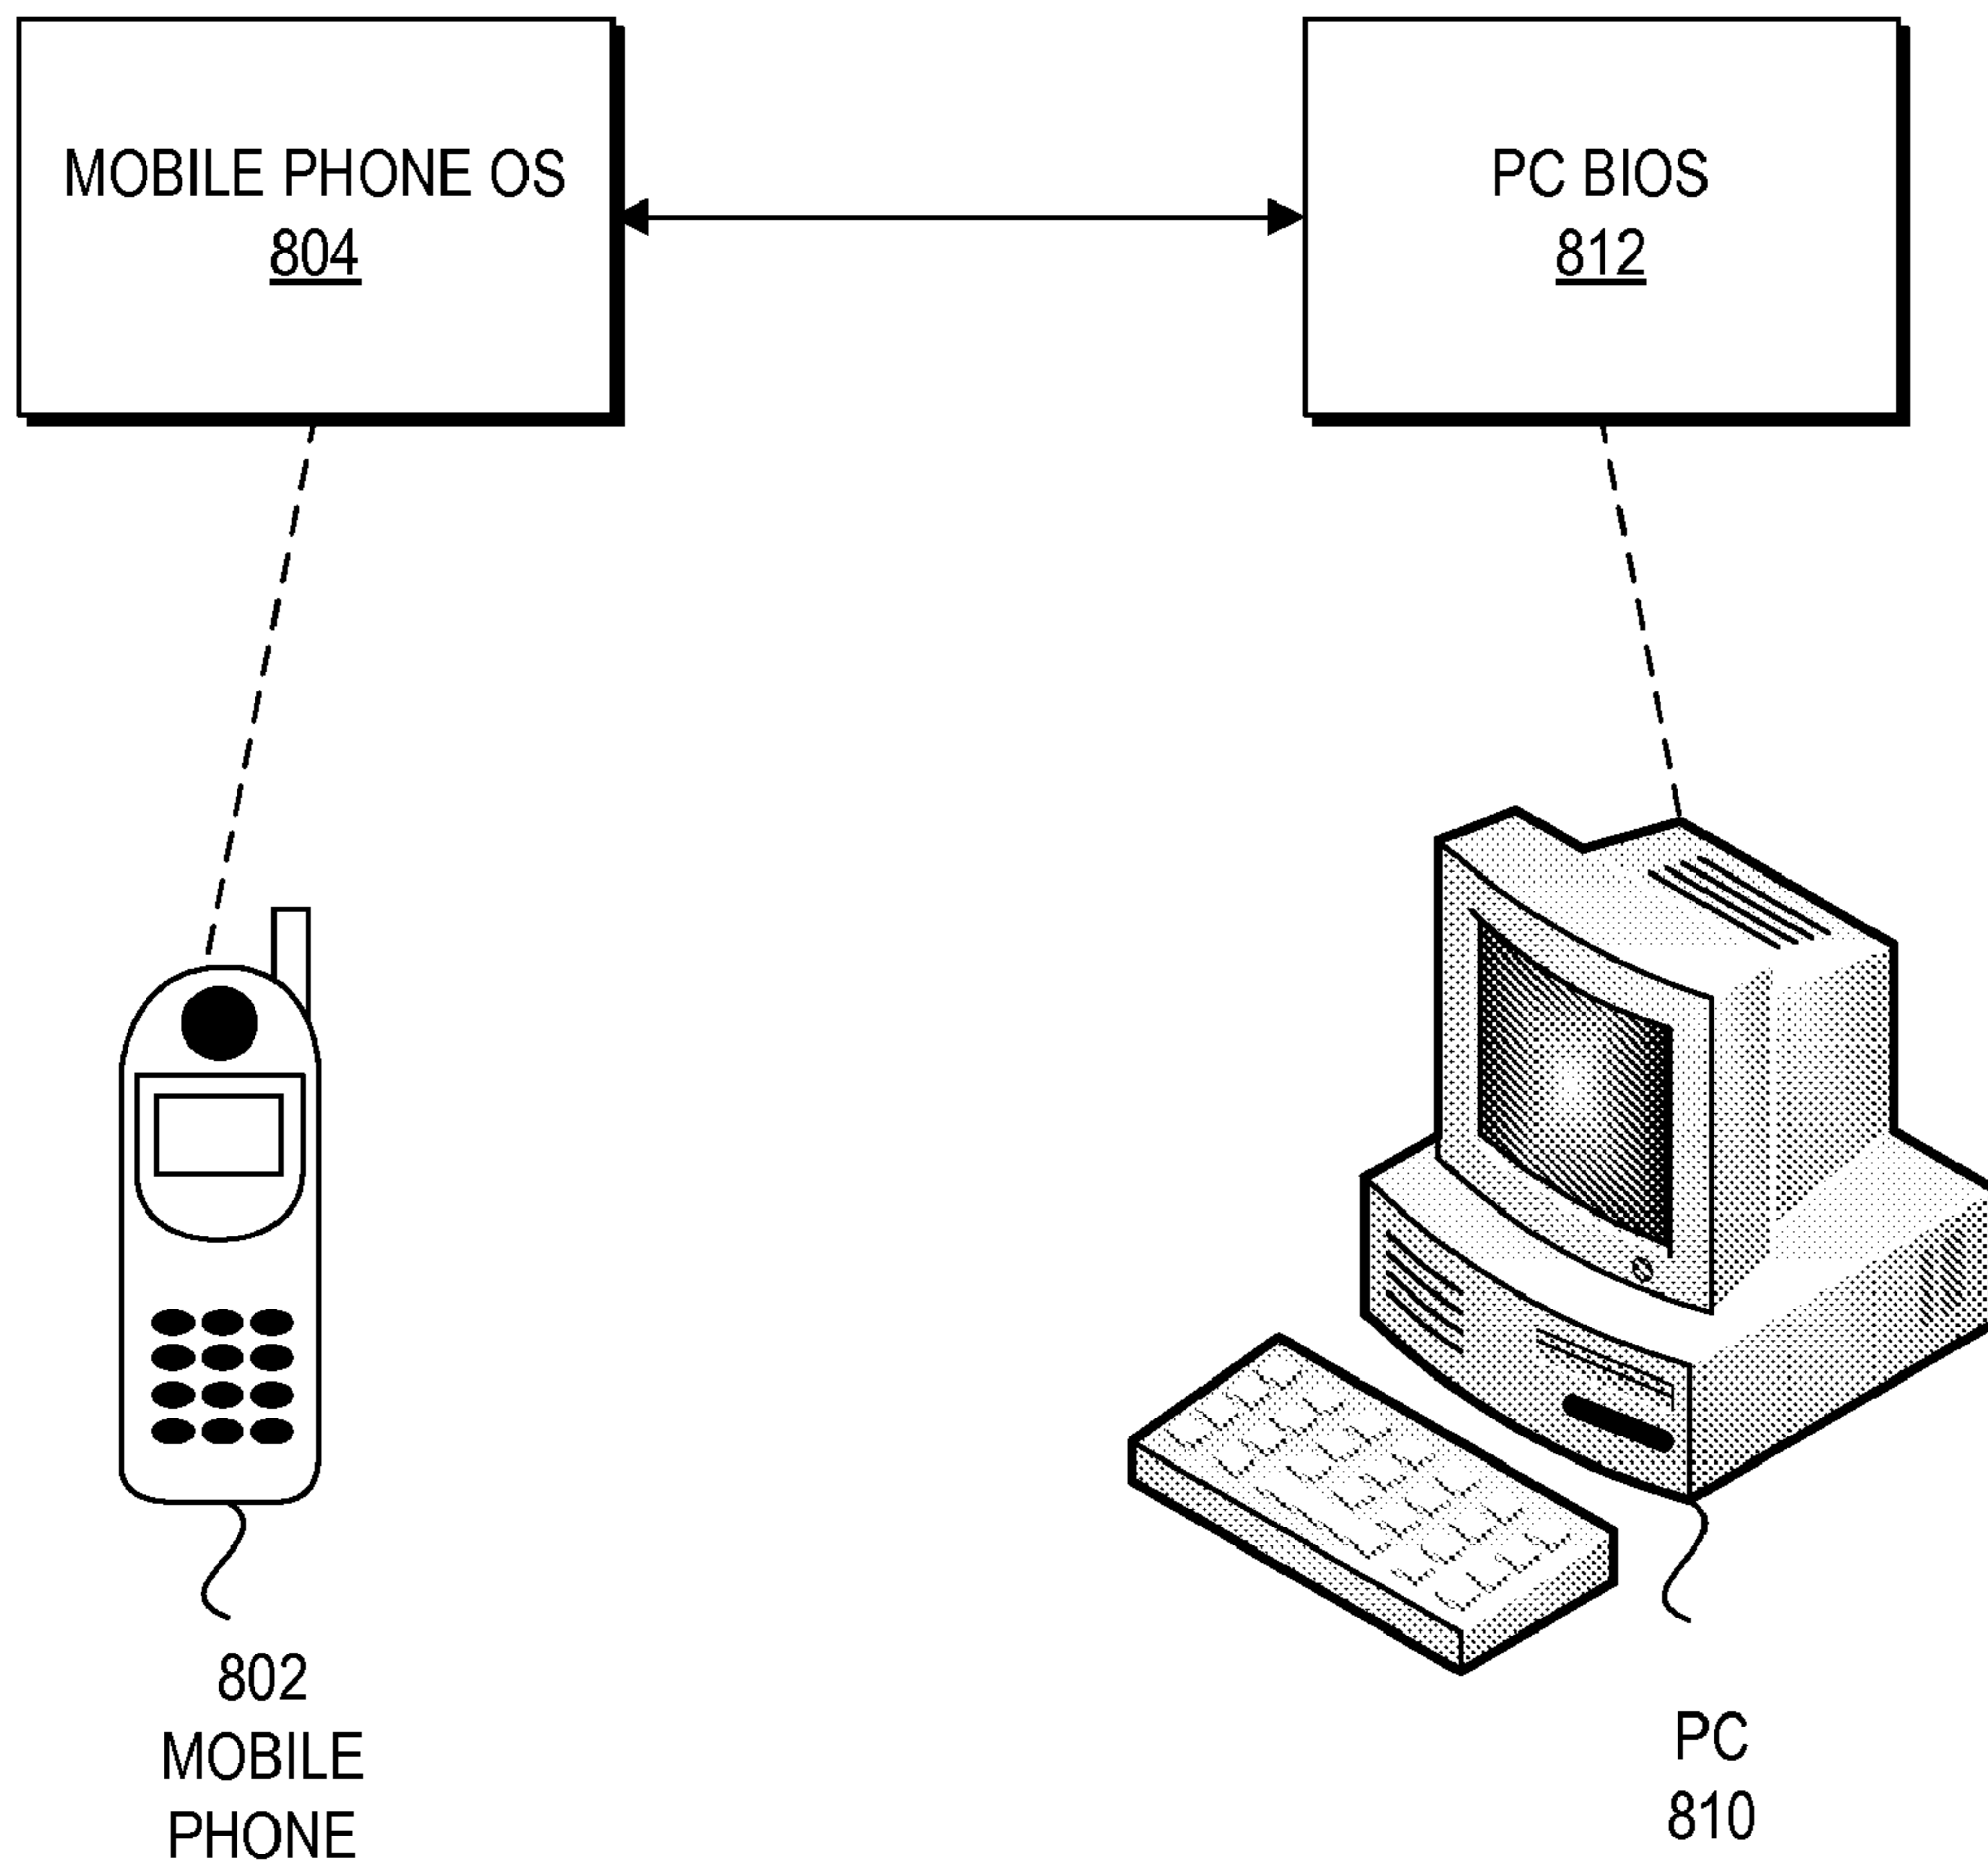 MOBILE PHONE OS
804
PC BIOS
812
802
MOBILE
PHONE
PC
810